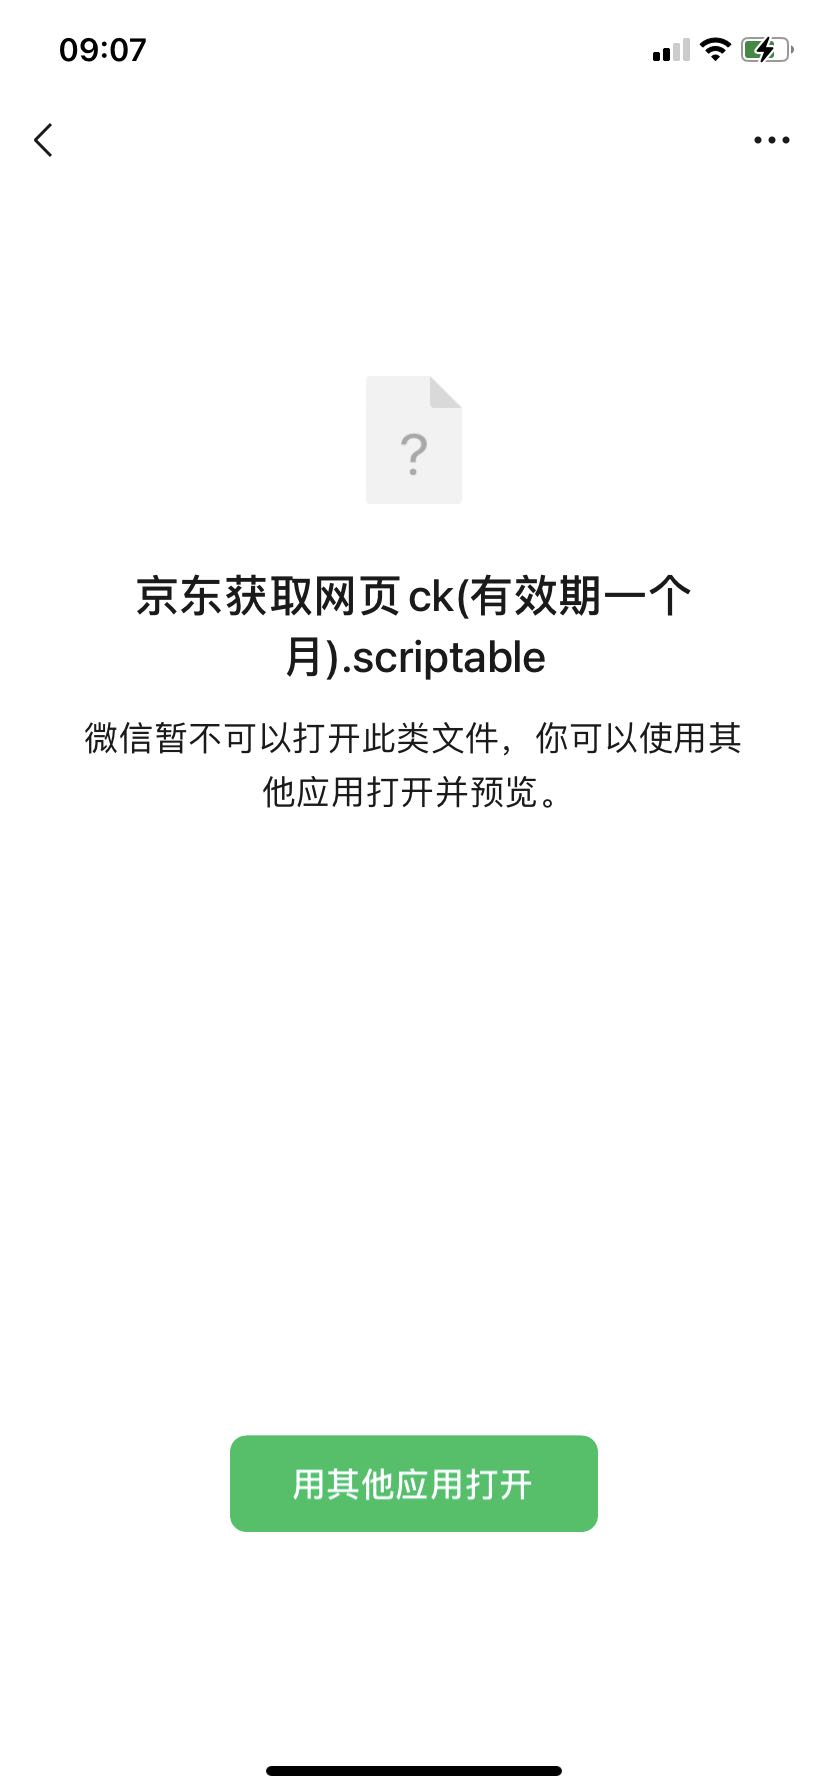 09:07
?
京东获取网页ck(有效期一个
月).scriptable
微信暂不可以打开此类文件，你可以使用其
他应用打开并预览。
用其他应用打开